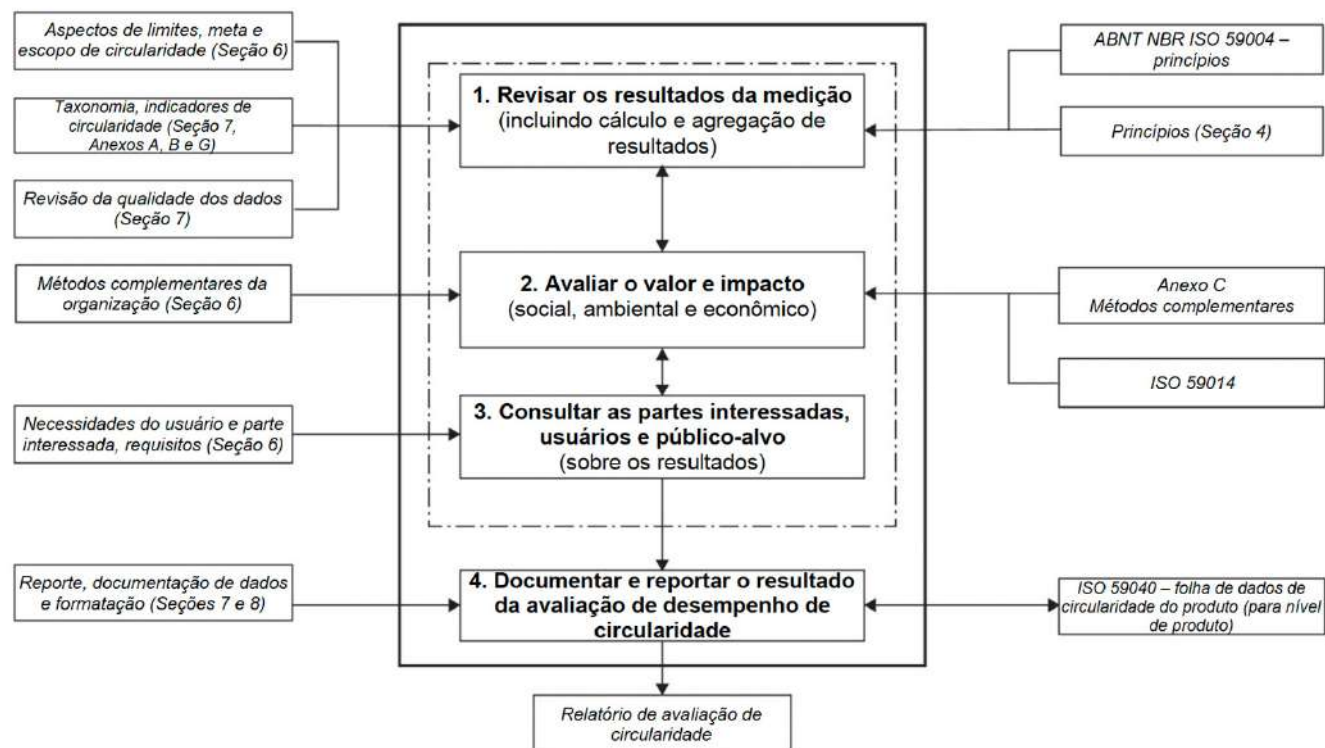 Aspectos de limites, meta e
escopo de circularidade (Seção 6)
Taxonomia, indicadores de
circularidade (Seção 7,
Anexos A, B e G)
Revisão da qualidade dos dados
(Seção 7)
Métodos complementares da
organização (Seção 6)
Necessidades do usuário e parte
interessada, requisitos (Seção 6)
Reporte, documentação de dados
e formatação (Seções 7 e 8)
1. Revisar os resultados da medição
(incluindo cálculo e agregação de
resultados)
2. Avaliar o valor e impacto
(social, ambiental e econômico)
3. Consultar as partes interessadas,
usuários e público-alvo
(sobre os resultados)
4. Documentar e reportar o resultado
da avaliação de desempenho de
circularidade
Relatório de avaliação de
circularidade
ABNT NBR ISO 59004 –
princípios
Princípios (Seção 4)
Anexo C
Métodos complementares
ISO 59014
ISO 59040 – folha de dados de
circularidade do produto (para nível
de produto)